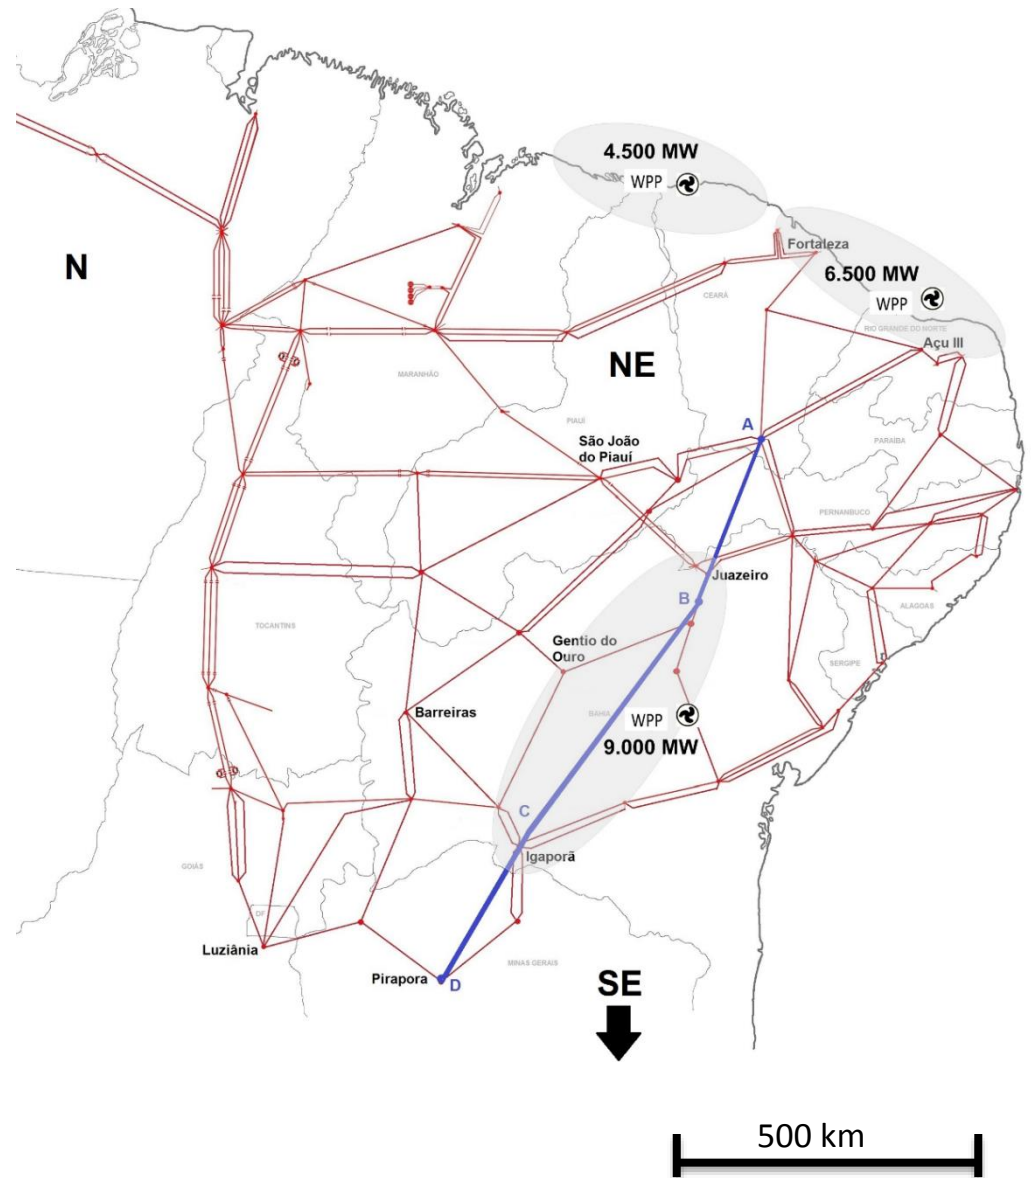 4.500 MW
WPP
Fortaleza
6.500 MW
WPP
N
CEARÁ
RIO GRANDE DO NORTE
Açu III
NE
MARANHÃO
PIAUÍ
A
São João
do Piauí
PARAIBA
PERNANBUCO
Juazeiro
B
ALAGOAS
TOCANTINS
Gentio do
Ouro
SERGIPE
Barreiras
BAHIA
WPP
9.000 MW
C
Igaporã
GOIÁS
DF
Luziânia
MINAS GERAIS
Pirapora
D
SE
500 km